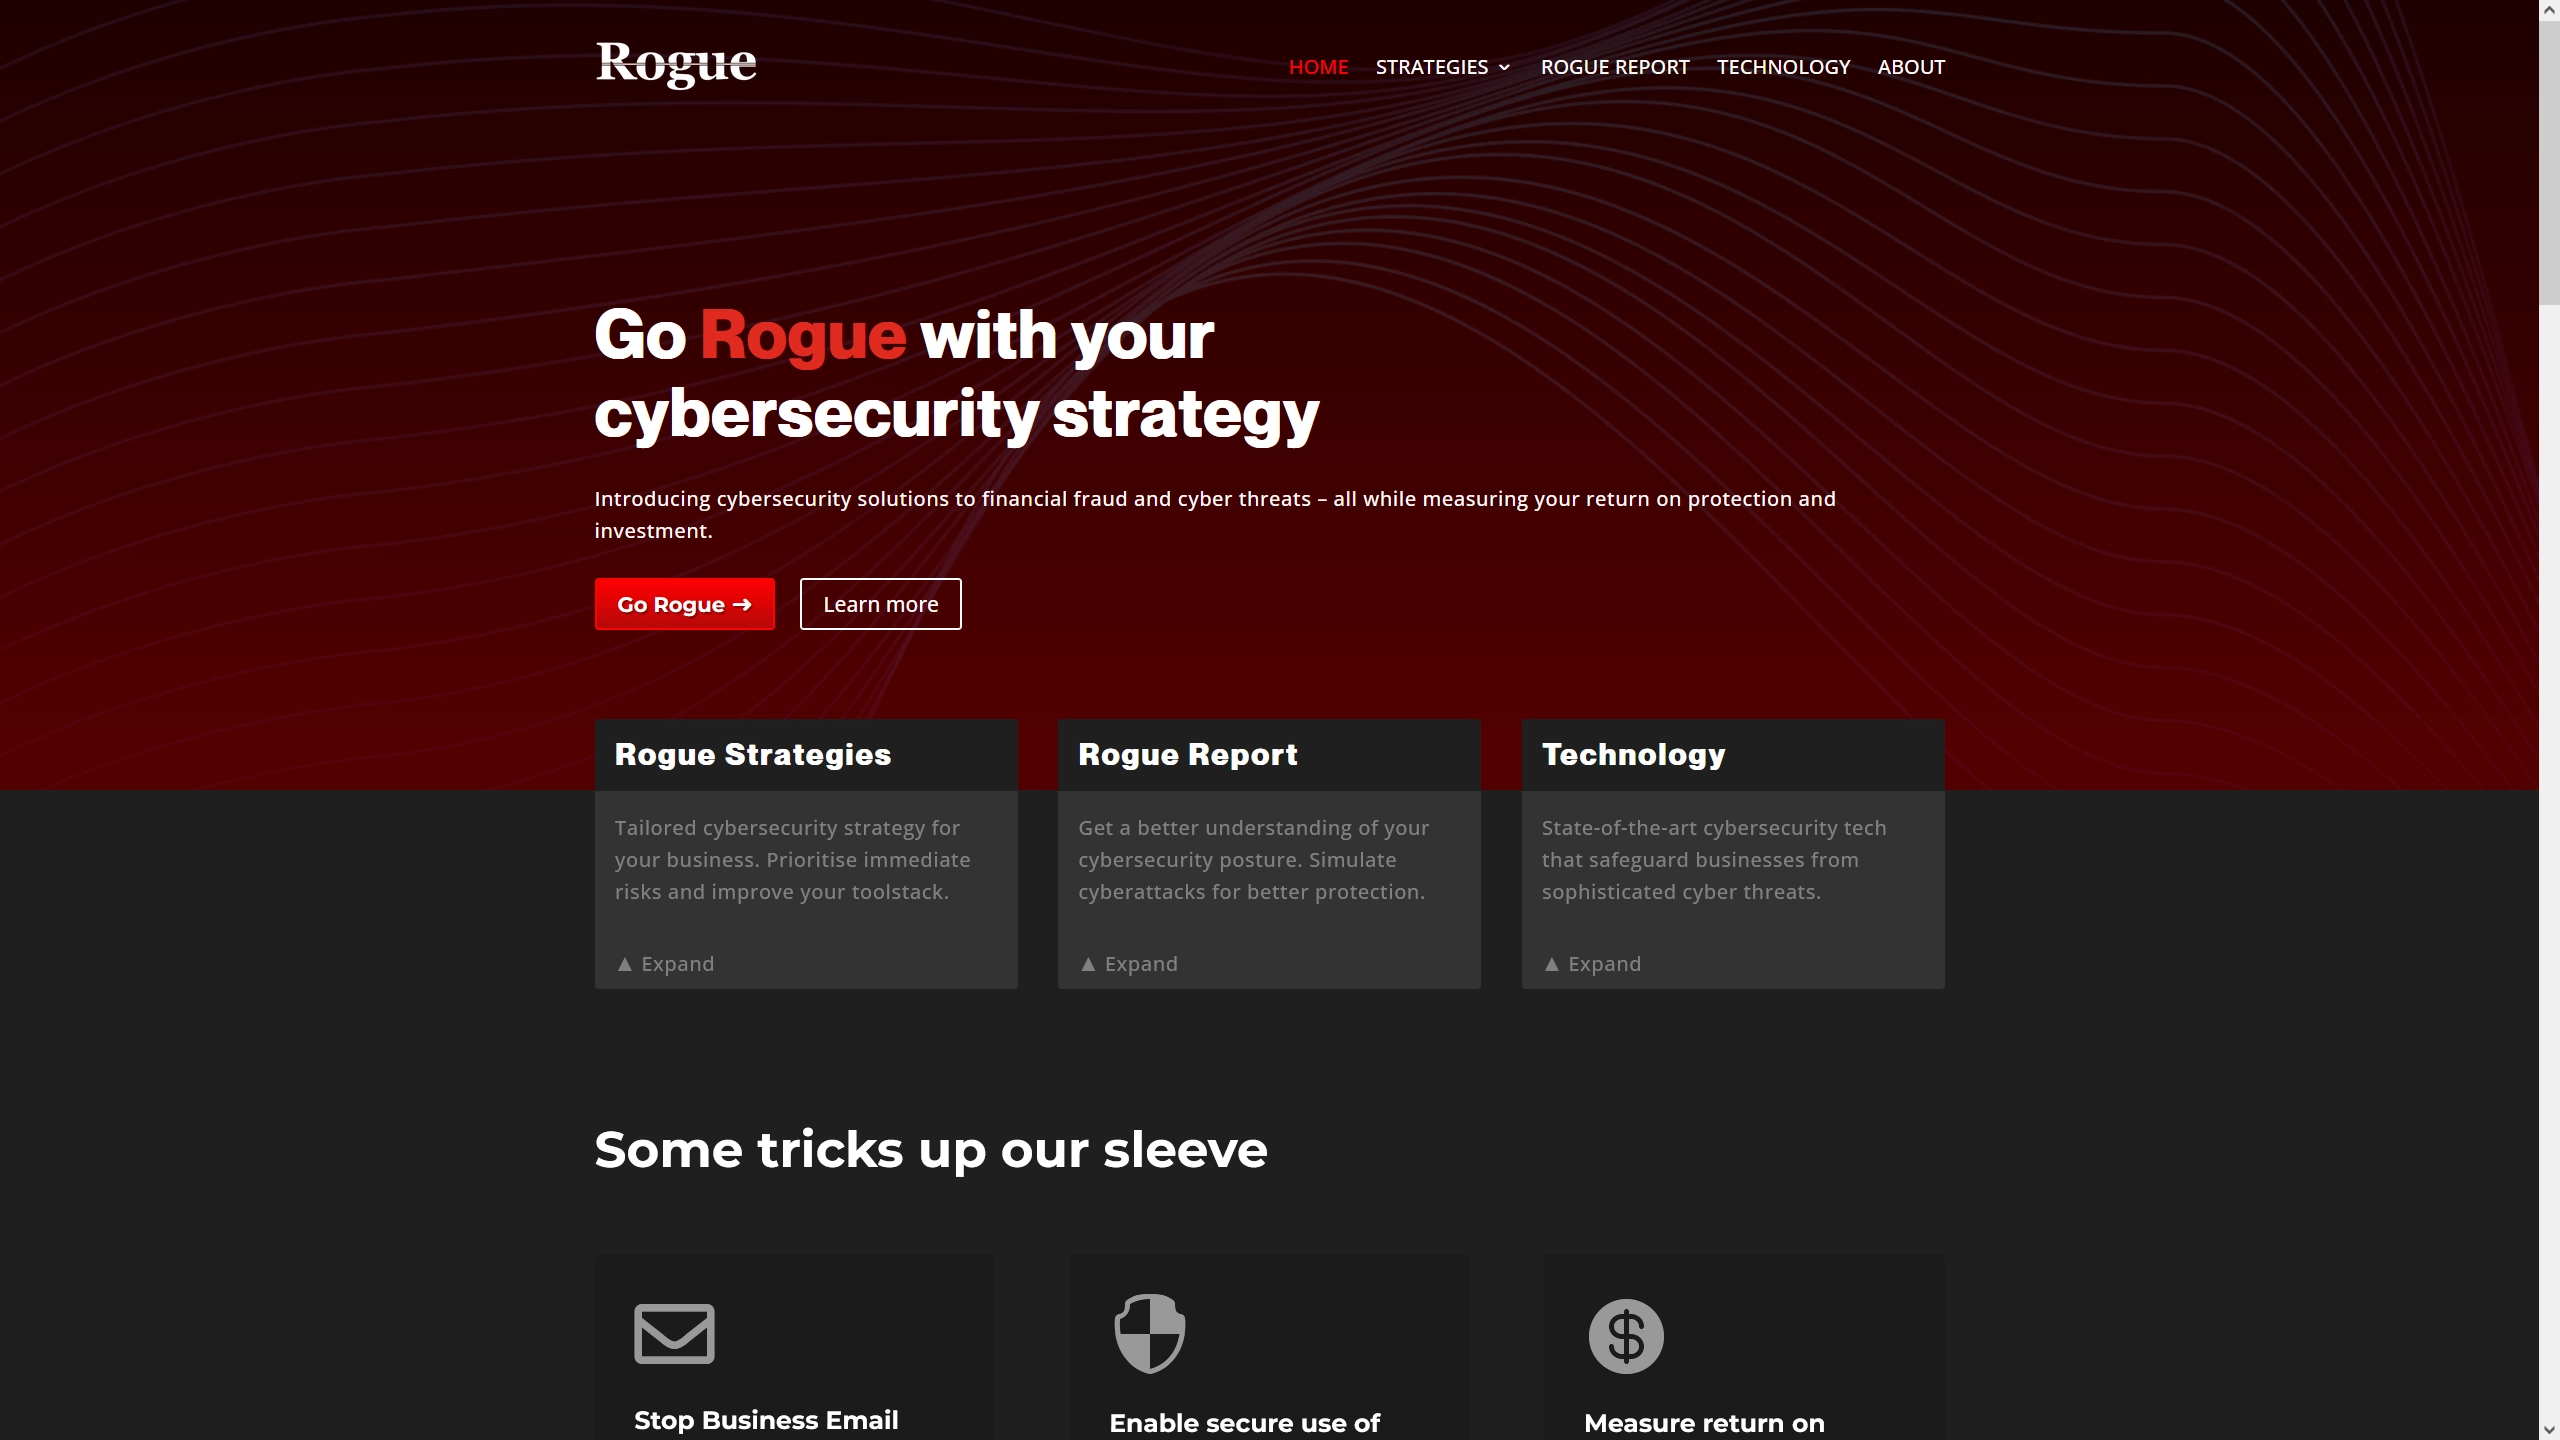 Rogue
HOME STRATEGIES ROGUE REPORT TECHNOLOGY ABOUT
Go Rogue with your
cybersecurity strategy
Introducing cybersecurity solutions to financial fraud and cyber threats – all while measuring your return on protection and
investment.
Go Rogue ➜
Learn more
Rogue Strategies
Tailored cybersecurity strategy for
your business. Prioritise immediate
risks and improve your toolstack.
▲ Expand
Rogue Report
Get a better understanding of your
cybersecurity posture. Simulate
cyberattacks for better protection.
▲ Expand
Technology
State-of-the-art cybersecurity tech
that safeguard businesses from
sophisticated cyber threats.
▲ Expand
Some tricks up our sleeve
Stop Business Email
Enable secure use of
Measure return on